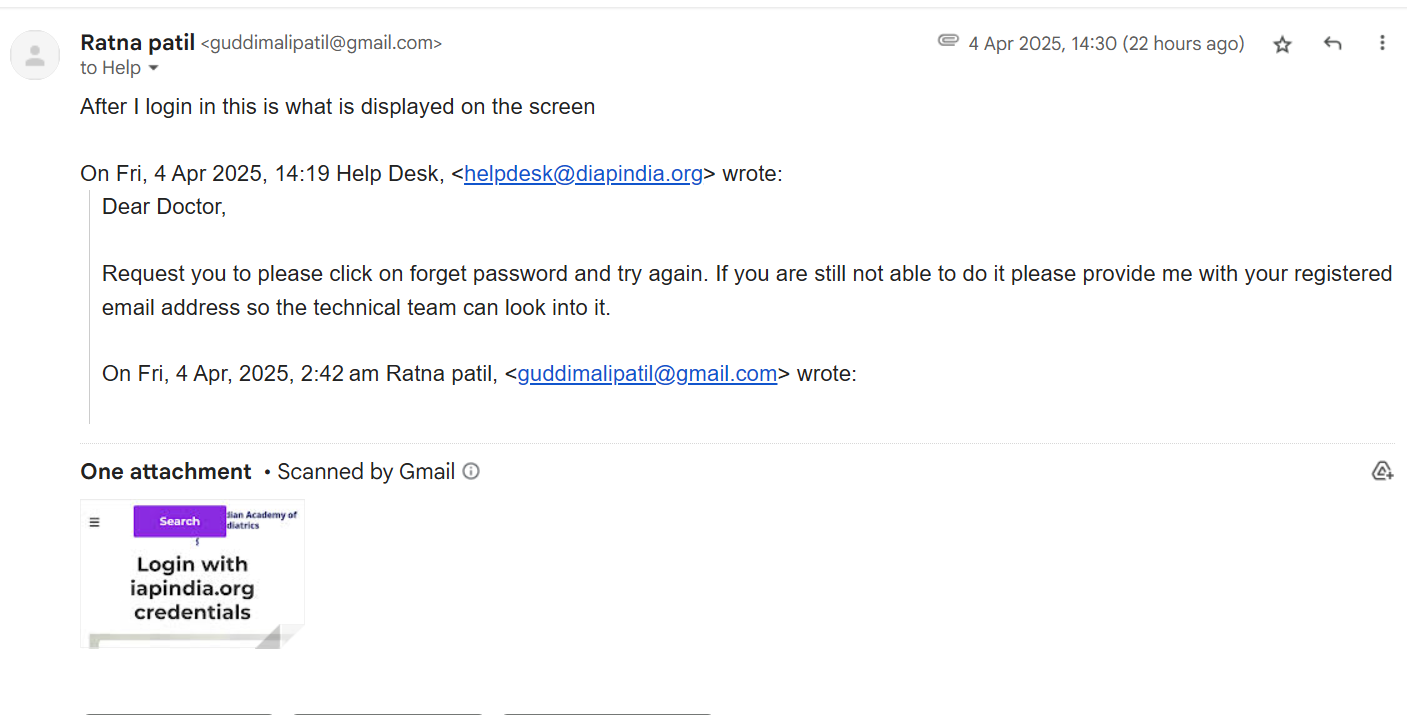 Ratna patil <guddimalipatil@gmail.com>
4 Apr 2025, 14:30 (22 hours ago)
to Help
After I login in this is what is displayed on the screen
On Fri, 4 Apr 2025, 14:19 Help Desk, <helpdesk@diapindia.org> wrote:
Dear Doctor,
Request you to please click on forget password and try again. If you are still not able to do it please provide me with your registered
email address so the technical team can look into it.
On Fri, 4 Apr, 2025, 2:42 am Ratna patil, <guddimalipatil@gmail.com> wrote:
One attachment • Scanned by Gmail
Search
dian Academy of
diatrics
Login with
iapindia.org
credentials